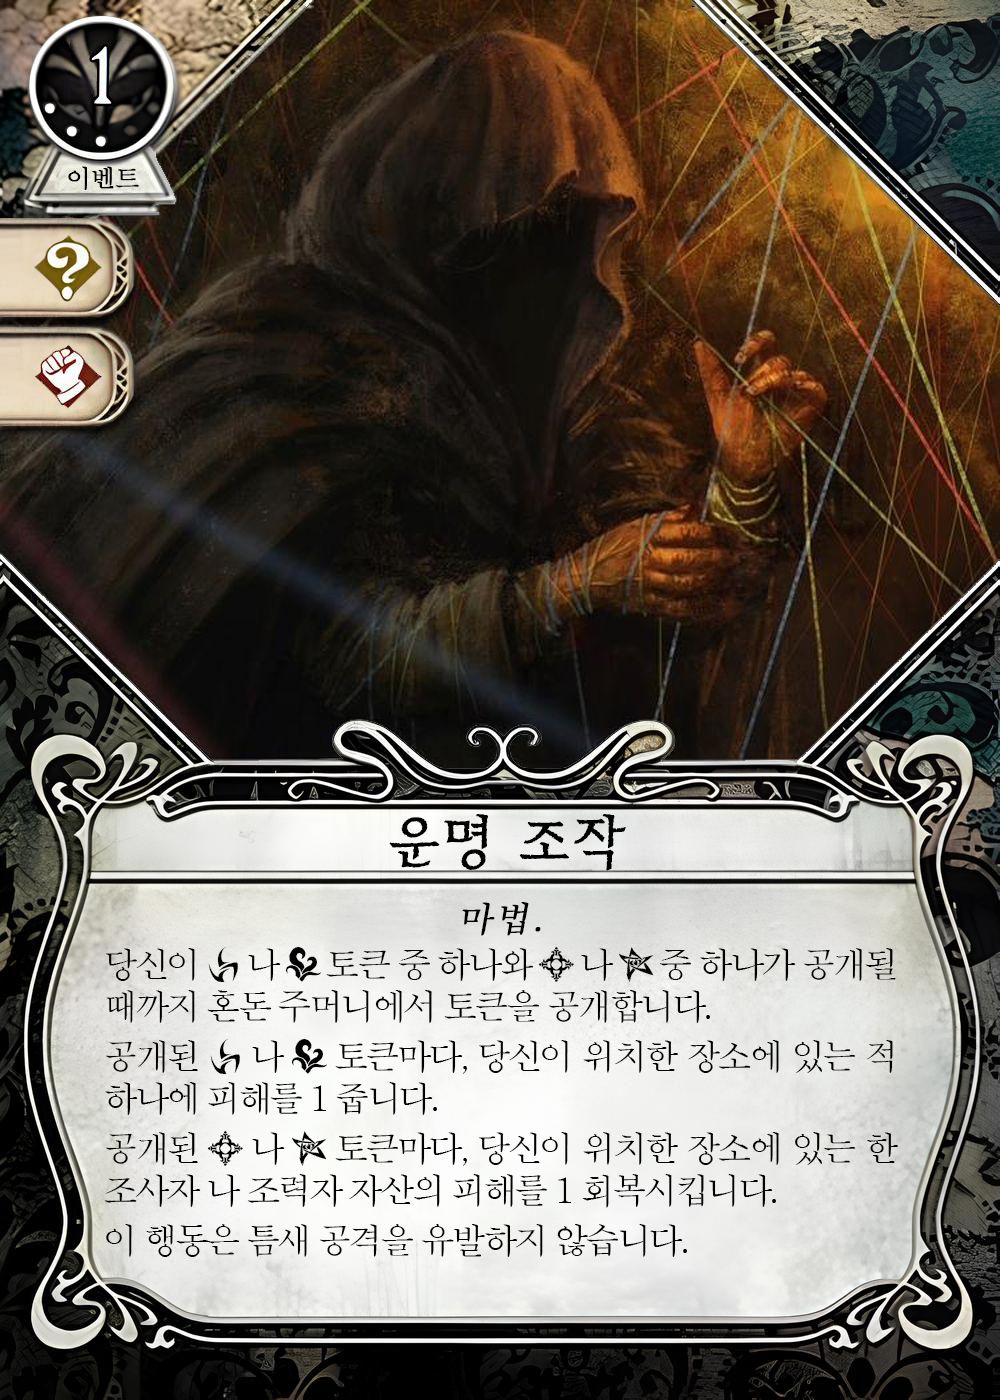 1
이벤트
?
운명 조작
마법.
당신이 나 토큰 중 하나와 나 중 하나가 공개될
때까지 혼돈 주머니에서 토큰을 공개합니다.
공개된 나 토큰마다, 당신이 위치한 장소에 있는 적
하나에 피해를 1 줍니다.
공개된 나 토큰마다, 당신이 위치한 장소에 있는 한
조사자 나 조력자 자산의 피해를 1 회복시킵니다.
이 행동은 틈새 공격을 유발하지 않습니다.